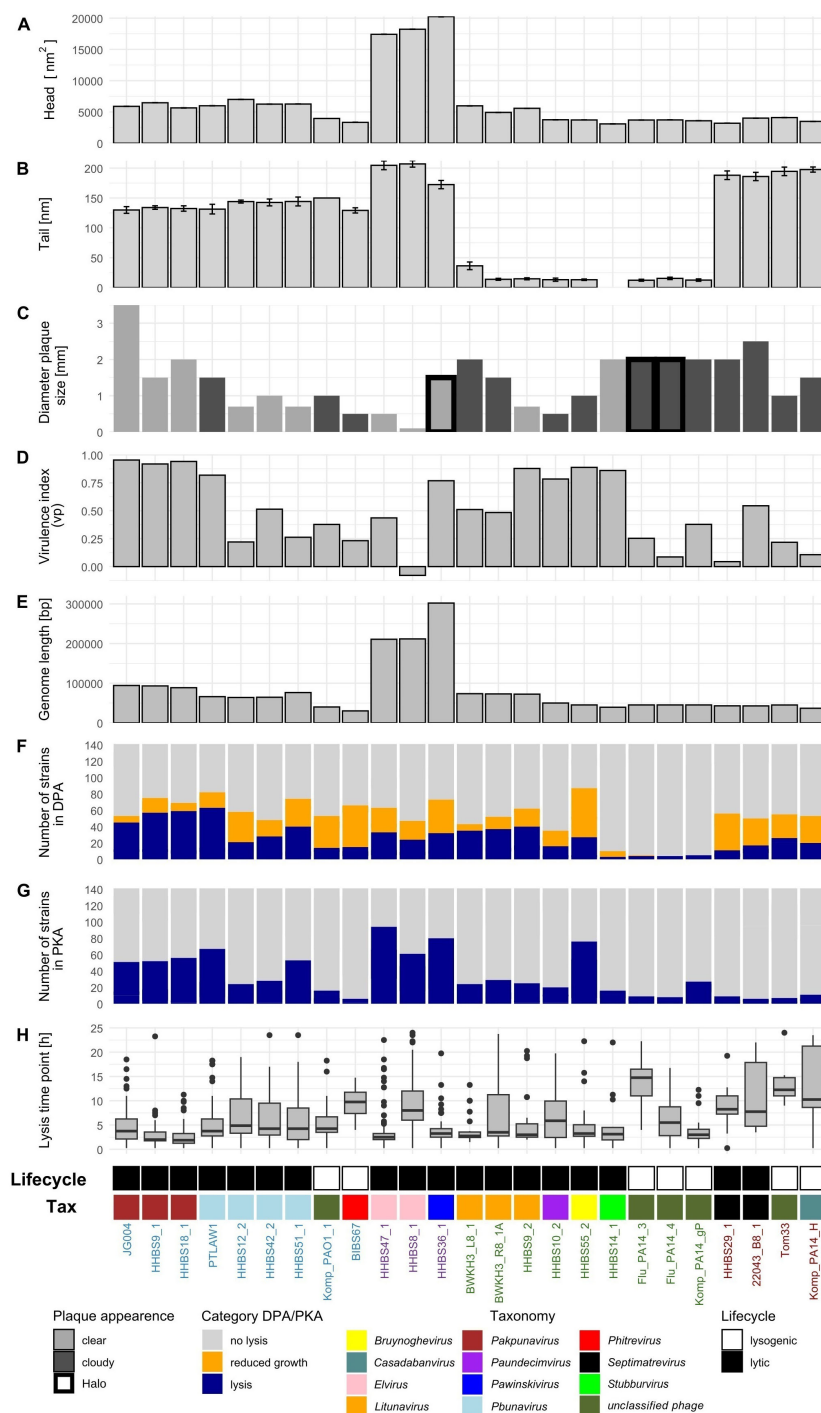 A
Head [ nm² ]
20000
15000
10000
5000
0
B
Tail [nm]
200
150
100
50
0
C
Diameter plaque
size [mm]
3
2
1
0
D
Virulence index
(vp)
1.00
0.75
0.50
0.25
0.00
E
Genome length [bp]
300000
200000
100000
0
F
Number of strains
in DPA
140
120
100
80
60
40
20
0
G
Number of strains
in PKA
140
120
100
80
60
40
20
0
H
Lysis time point [h]
25
20
15
10
5
0
Lifecycle
Tax
JG004
HHBS9_1
HHBS18_1
PTLAW1
HHBS12_2
HHBS42_2
HHBS51_1
Komp_PAO1_1
BIBS67
HHBS47_1
HHBS8_1
HHBS36_1
BWKH3_L8_1
BWKH3_R8_1A
HHBS9_2
HHBS10_2
HHBS55_2
HHBS14_1
Flu_PA14_3
Flu_PA14_4
Komp_PA14_gP
HHBS29_1
22043_B8_1
Tom33
Komp_PA14_H
Plaque appearence
clear
cloudy
Halo
Category DPA/PKA
no lysis
reduced growth
lysis
Taxonomy
Bruynoghevirus
Casadabanvirus
Elvirus
Litunavirus
Pakpunavirus
Paundecimvirus
Pawinskivirus
Pbunavirus
Phitrevirus
Septimatrevirus
Stubburvirus
unclassified phage
Lifecycle
lysogenic
lytic